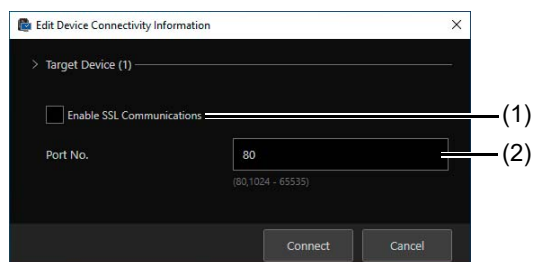 Edit Device Connectivity Information
> Target Device (1)
Enable SSL Communications
(1)
Port No.
80
(2)
(80,1024 - 65535)
Connect
Cancel